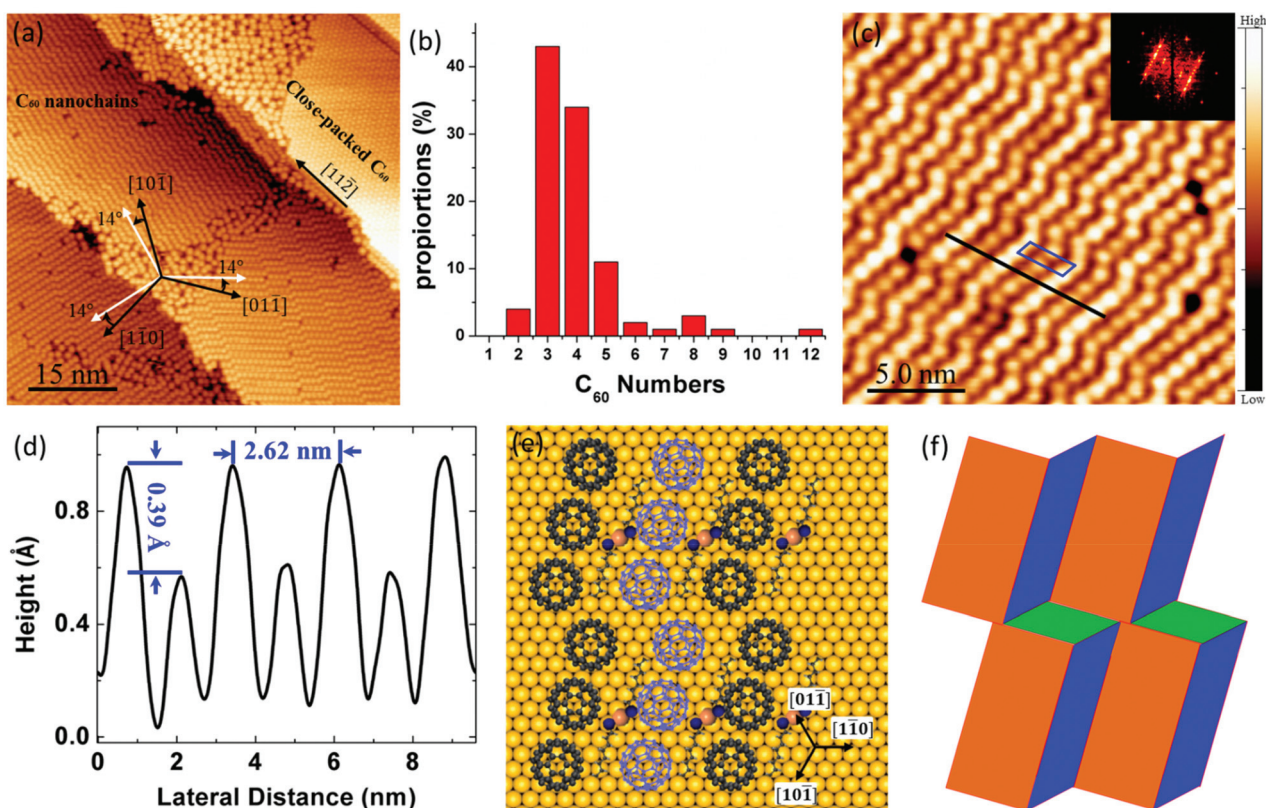 (a)
C₆₀ nanochains
Close-packed C₆₀
[112̄]
[101̄]
14°
14°
[011̄]
14°
[11̄0]
15 nm
(b)
propiortions (%)
40
30
20
10
0
1 2 3 4 5 6 7 8 9 10 11 12
C₆₀ Numbers
(c)
5.0 nm
High
Low
(d)
2.62 nm
0.39 Å
Height (Å)
0.8
0.4
0.0
0 2 4 6 8
Lateral Distance (nm)
(e)
[011̄]
[11̄0]
[101̄]
(f)